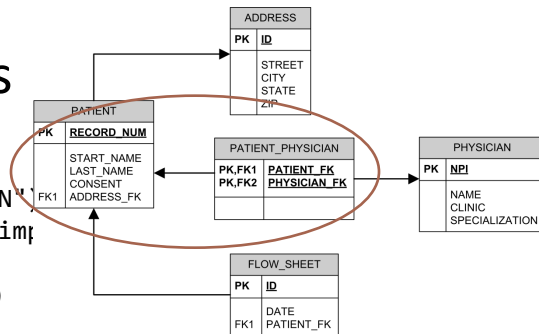 s
N")
imp
)
ADDRESS
PK ID
STREET
CITY
STATE
ZIP
PATIENT
PK RECORD_NUM
START_NAME
LAST_NAME
CONSENT
FK1 ADDRESS_FK
PATIENT_PHYSICIAN
PK,FK1 PATIENT_FK
PK,FK2 PHYSICIAN_FK
PHYSICIAN
PK NPI
NAME
CLINIC
SPECIALIZATION
FLOW_SHEET
PK ID
DATE
FK1 PATIENT_FK